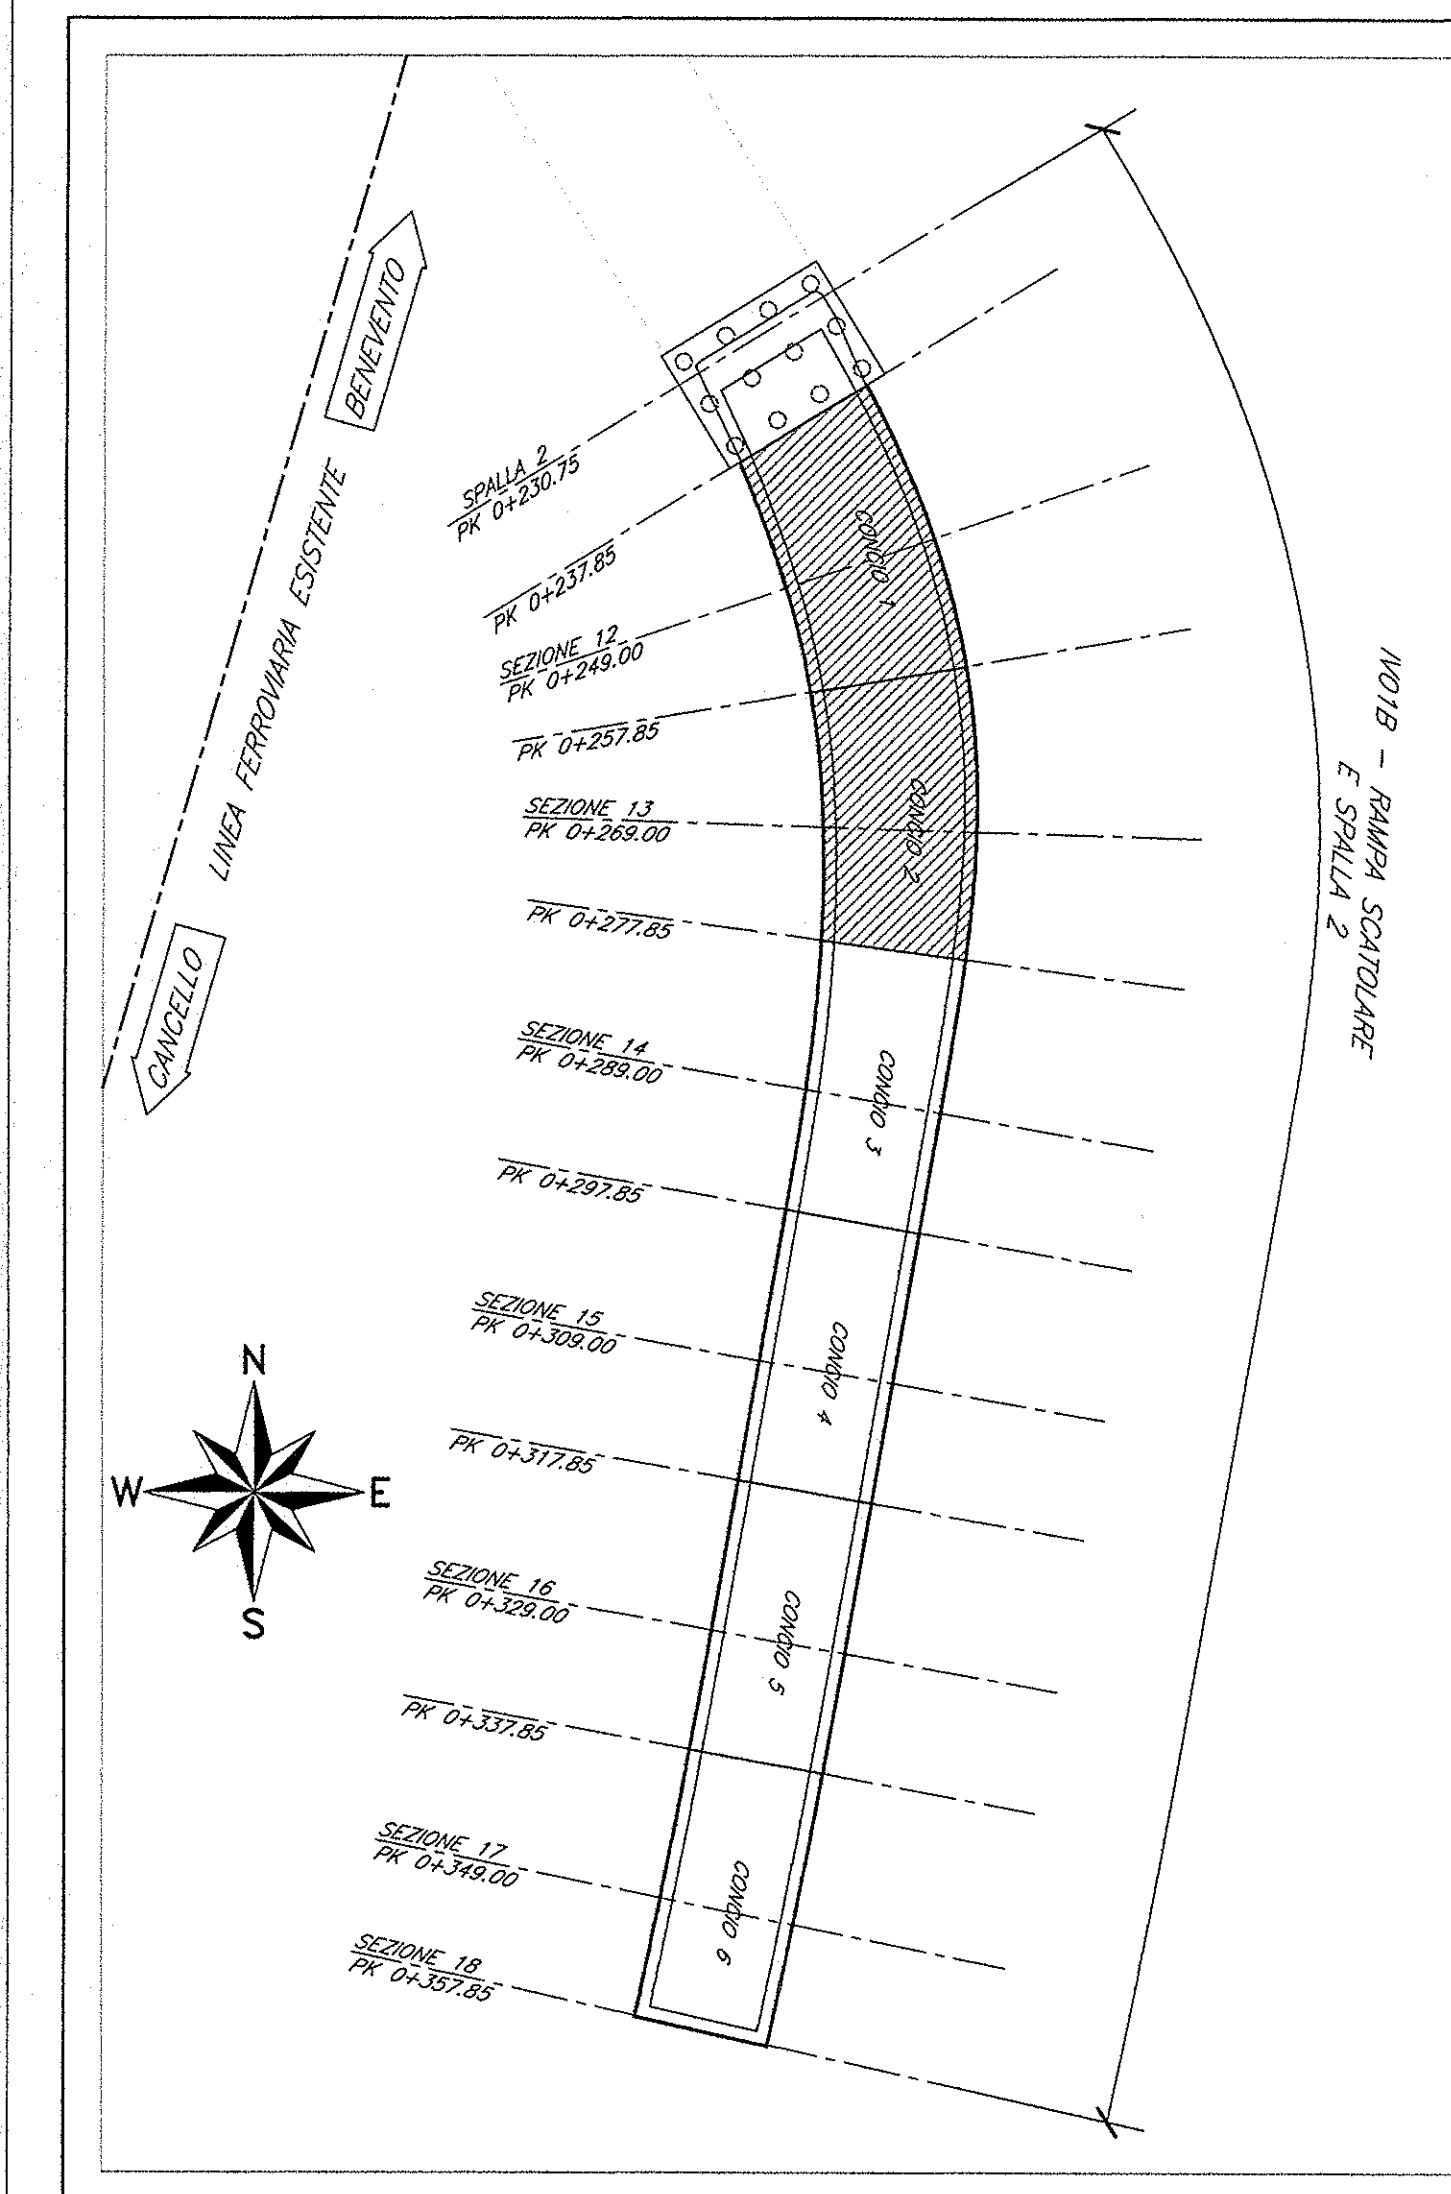 BENEVENTO
LINEA FERROVIARIA ESISTENTE
CANCELLO
SPALLA 2
PK 0+230.75
PK 0+237.85
SEZIONE 12
PK 0+249.00
PK 0+257.85
SEZIONE 13
PK 0+269.00
PK 0+277.85
SEZIONE 14
PK 0+289.00
PK 0+297.85
SEZIONE 15
PK 0+309.00
PK 0+317.85
SEZIONE 16
PK 0+329.00
PK 0+337.85
SEZIONE 17
PK 0+349.00
SEZIONE 18
PK 0+357.85
CONCIO 1
CONCIO 2
CONCIO 3
CONCIO 4
CONCIO 5
CONCIO 6
IV01B - RAMPA SCATOLARE
E SPALLA 2
N
W
E
S